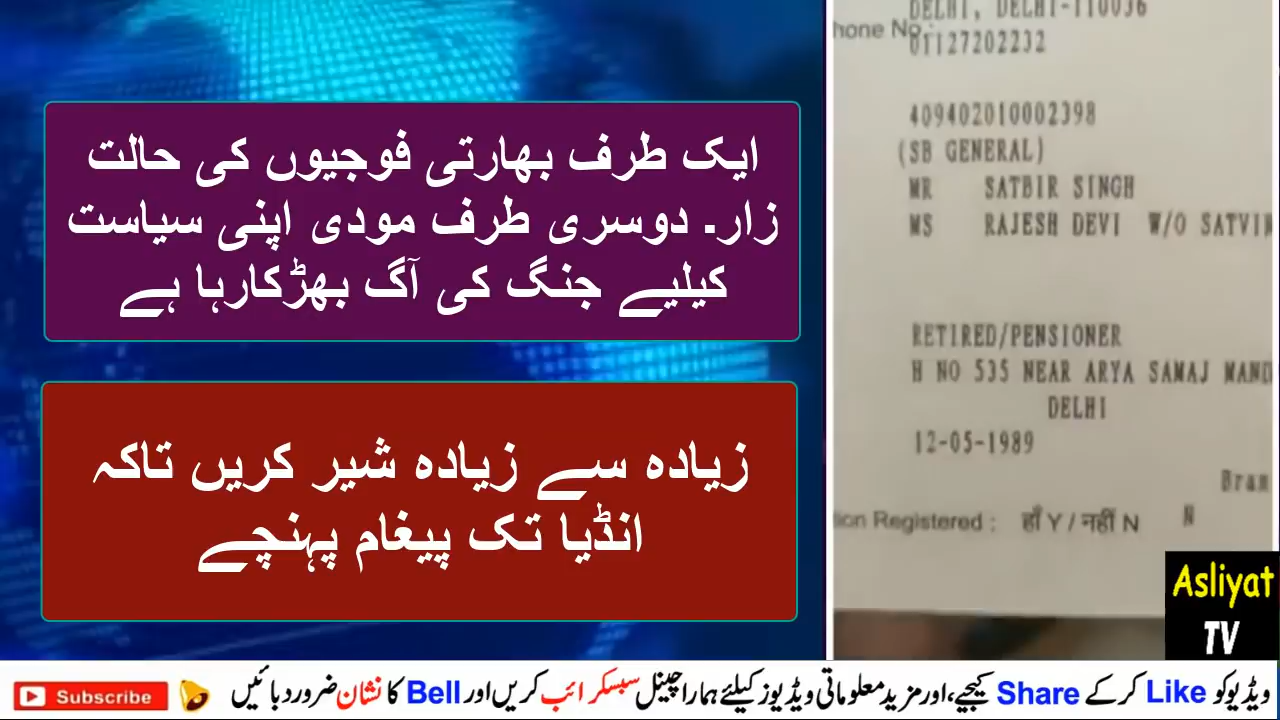 ایک طرف بھارتی فوجیوں کی حالت
زار۔ دوسری طرف مودی اپنی سیاست
کیلیے جنگ کی آگ بھڑکارہا ہے
زیادہ سے زیادہ شیر کریں تاکہ
انڈیا تک پیغام پہنچے
DELHI, DELHI-110036
hone No.:
01127202232
409402010002398
(SB GENERAL)
MR SATBIR SINGH
MS RAJESH DEVI W/O SATVIN
RETIRED/PENSIONER
H NO 535 NEAR ARYA SAMAJ MAND
DELHI
12-05-1989
Bran
ion Registered : हाँ Y / नहीं N N
Asliyat
TV
Subscribe
ویڈیو کو Like کرکے Share کیجیے، اور مزید معلوماتی ویڈیوز کیلئے ہمارا چینل سبسکرائب کریں اور Bell کا نشان ضرور دبائیں